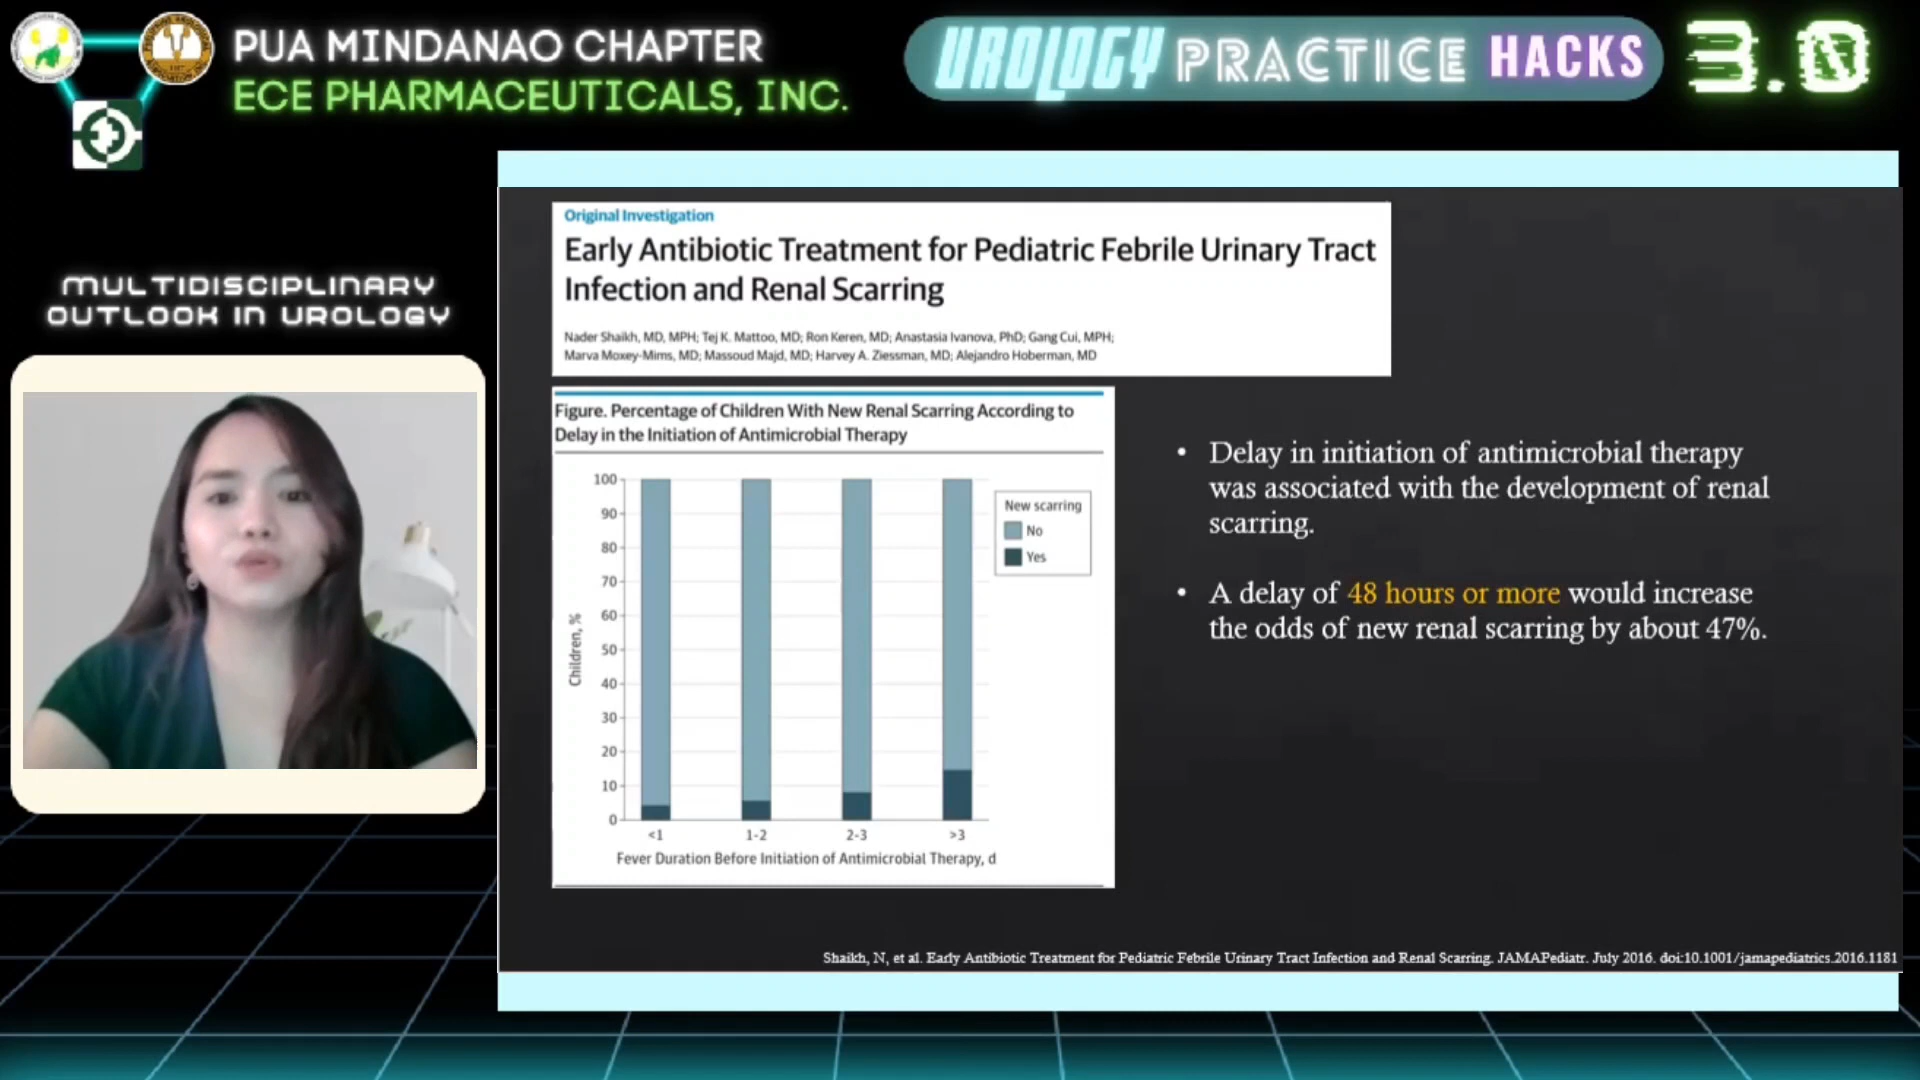 PUA MINDANAO CHAPTER
ECE PHARMACEUTICALS, INC.
UROLOGY PRACTICE HACKS 3.0
MULTIDISCIPLINARY
OUTLOOK IN UROLOGY
Original Investigation
Early Antibiotic Treatment for Pediatric Febrile Urinary Tract
Infection and Renal Scarring
Nader Shaikh, MD, MPH; Tej K. Mattoo, MD; Ron Keren, MD; Anastasia Ivanova, PhD; Gang Cui, MPH;
Marva Moxey-Mims, MD; Massoud Majd, MD; Harvey A. Ziessman, MD; Alejandro Hoberman, MD
Figure. Percentage of Children With New Renal Scarring According to
Delay in the Initiation of Antimicrobial Therapy
100
90
80
70
60
50
40
30
20
10
0
Children, %
<1 1-2 2-3 >3
Fever Duration Before Initiation of Antimicrobial Therapy, d
New scarring
No
Yes
• Delay in initiation of antimicrobial therapy
was associated with the development of renal
scarring.
• A delay of 48 hours or more would increase
the odds of new renal scarring by about 47%.
Shaikh, N, et al. Early Antibiotic Treatment for Pediatric Febrile Urinary Tract Infection and Renal Scarring. JAMAPediatr. July 2016. doi:10.1001/jamapediatrics.2016.1181